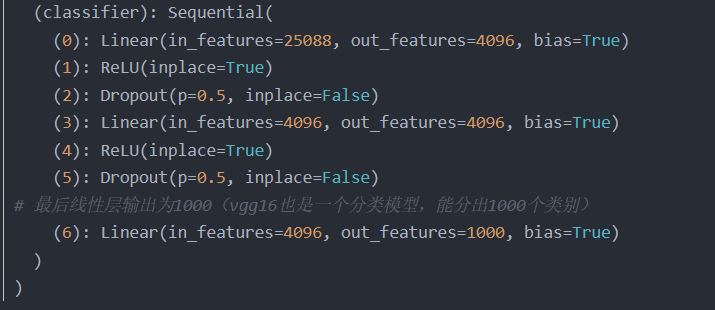 (classifier): Sequential(
(0): Linear(in_features=25088, out_features=4096, bias=True)
(1): ReLU(inplace=True)
(2): Dropout(p=0.5, inplace=False)
(3): Linear(in_features=4096, out_features=4096, bias=True)
(4): ReLU(inplace=True)
(5): Dropout(p=0.5, inplace=False)
# 最后线性层输出为1000（vgg16也是一个分类模型，能分出1000个类别）
(6): Linear(in_features=4096, out_features=1000, bias=True)
)
)